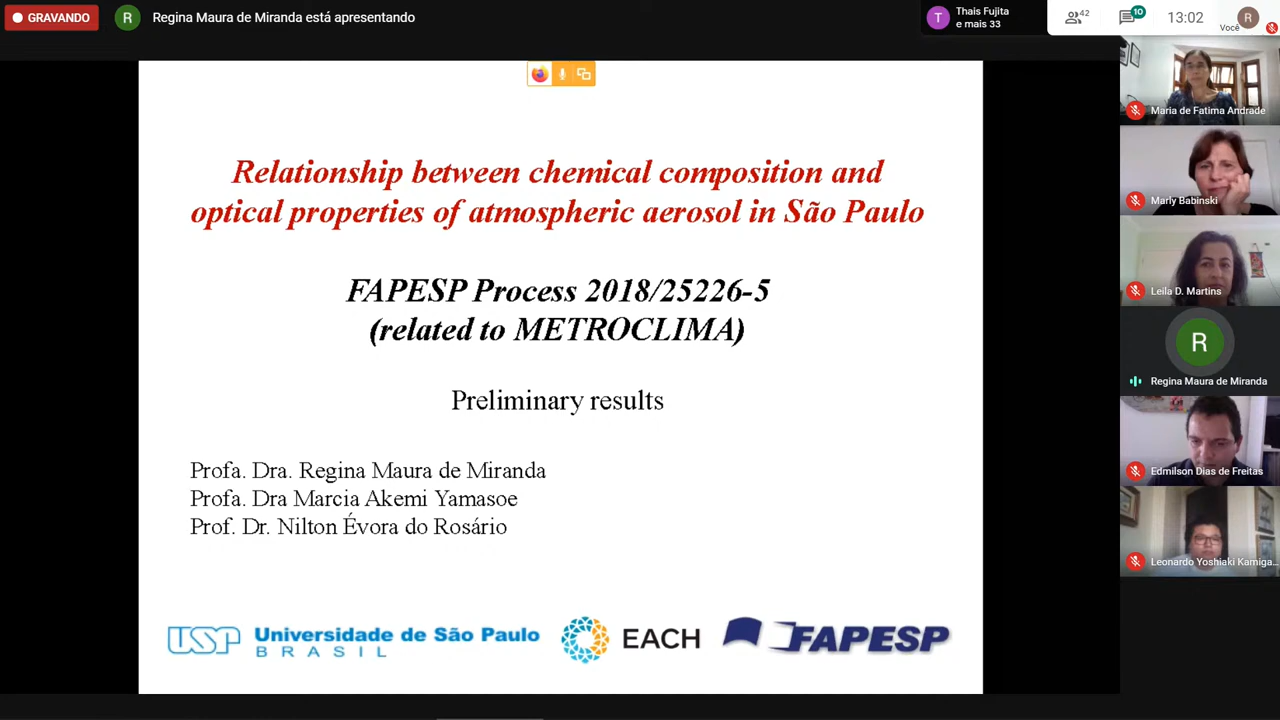 GRAVANDO
R
Regina Maura de Miranda está apresentando
T
Thais Fujita
e mais 33
42
10
13:02
Você
R
Relationship between chemical composition and
optical properties of atmospheric aerosol in São Paulo
FAPESP Process 2018/25226-5
(related to METROCLIMA)
Preliminary results
Profa. Dra. Regina Maura de Miranda
Profa. Dra Marcia Akemi Yamasoe
Prof. Dr. Nilton Évora do Rosário
USP
Universidade de São Paulo
BRASIL
EACH
FAPESP
Maria de Fatima Andrade
Marly Babinski
Leila D. Martins
R
Regina Maura de Miranda
Edmilson Dias de Freitas
Leonardo Yoshiaki Kamiga...